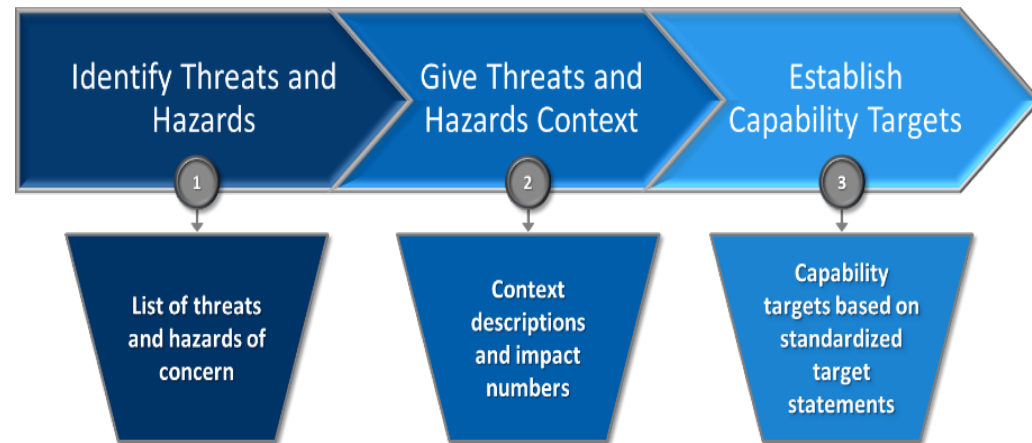 Identify Threats and
Hazards
Give Threats and
Hazards Context
Establish
Capability Targets
1
2
3
List of threats
and hazards of
concern
Context
descriptions
and impact
numbers
Capability
targets based on
standardized
target
statements